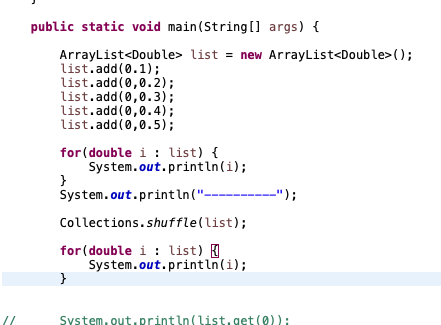 public static void main(String[] args) {
ArrayList<Double> list = new ArrayList<Double>();
list.add(0.1);
list.add(0,0.2);
list.add(0,0.3);
list.add(0,0.4);
list.add(0,0.5);
for(double i : list) {
System.out.println(i);
}
System.out.println("----------");
Collections.shuffle(list);
for(double i : list) {
System.out.println(i);
}
// System.out.println(list.get(0));